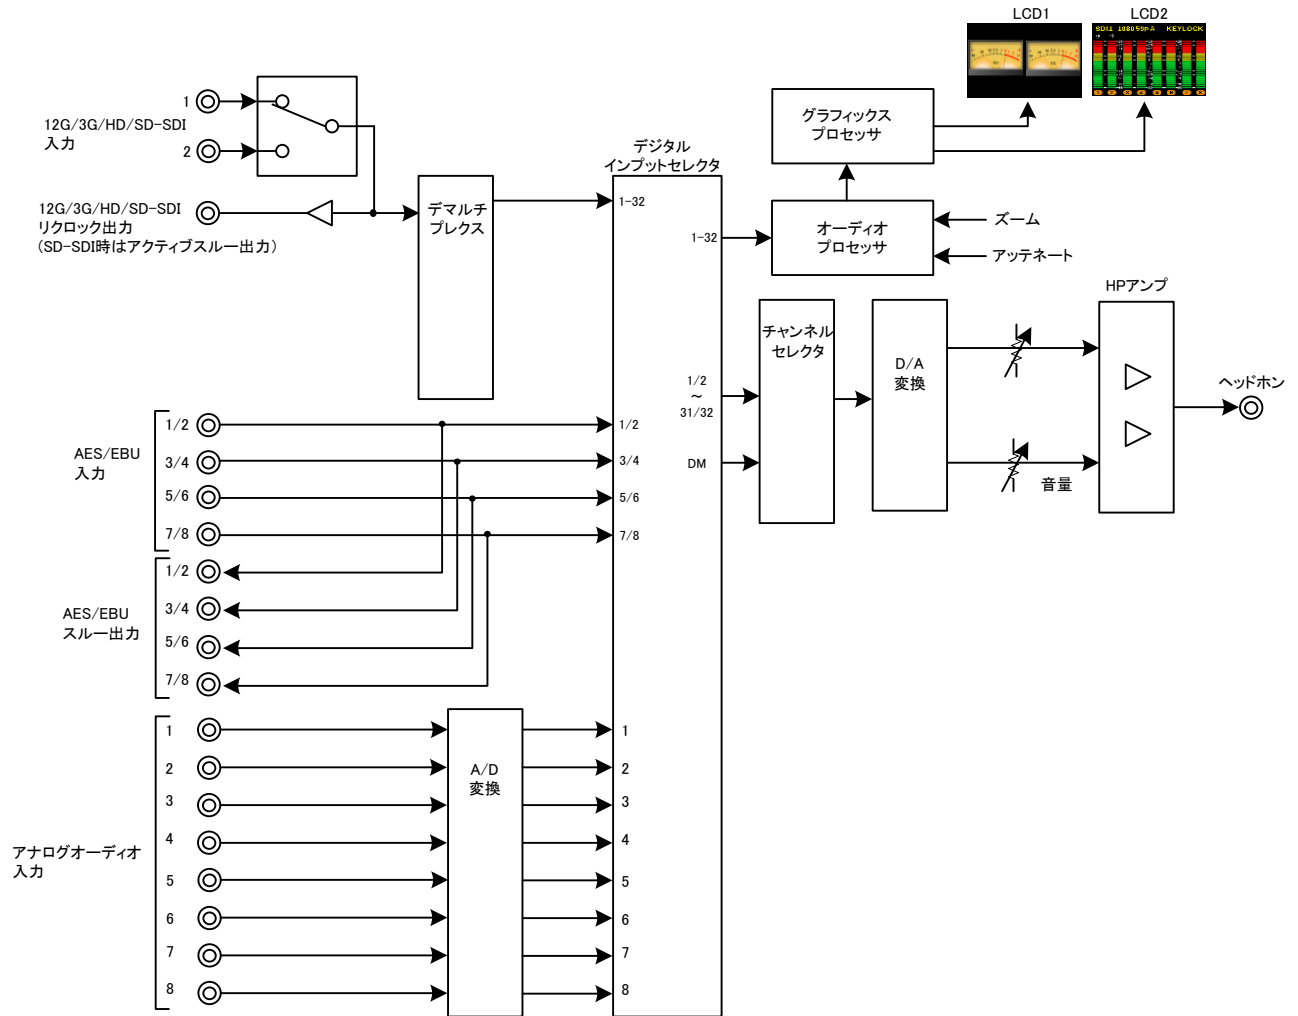 LCD1
LCD2
SDI1 1080 59p A KEYLOCK
1
12G/3G/HD/SD-SDI
入力
2
12G/3G/HD/SD-SDI
リクロック出力
(SD-SDI時はアクティブスルー出力)
デマルチ
プレクス
デジタル
インプットセレクタ
1-32
1-32
グラフィックス
プロセッサ
オーディオ
プロセッサ
ズーム
アッテネート
チャンネル
セレクタ
D/A
変換
HPアンプ
ヘッドホン
音量
1/2
~
31/32
DM
AES/EBU
入力
1/2
3/4
5/6
7/8
1/2
3/4
5/6
7/8
AES/EBU
スルー出力
1/2
3/4
5/6
7/8
アナログオーディオ
入力
1
2
3
4
5
6
7
8
A/D
変換
1
2
3
4
5
6
7
8